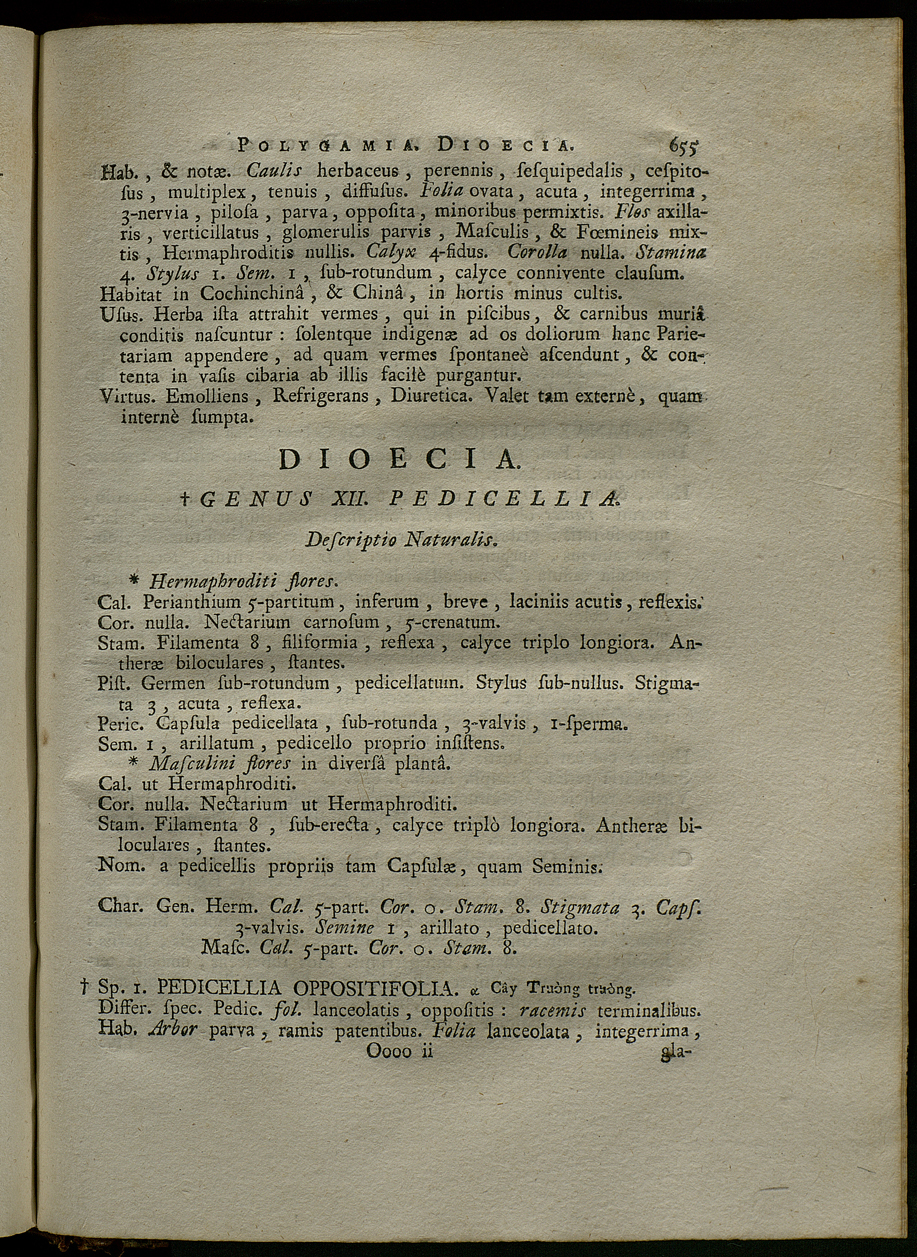 POLYGAMIA. DIOECIA. 655
Hab., & notæ. Caulis herbaceus, perennis, ſeſquipedalis, ceſpito-
ſus, multiplex, tenuis, diffuſus. Folia ovata, acuta, integerrima,
3-nervia, piloſa, parva, oppoſita, minoribus permixtis. Flos axilla-
ris, verticillatus, glomerulis parvis, Maſculis, & Fœmineis mix-
tis, Hermaphroditis nullis. Calyx 4-fidus. Corolla nulla. Stamina
4. Stylus 1. Sem. 1, ſub-rotundum, calyce connivente clauſum.
Habitat in Cochinchinâ, & Chinâ, in hortis minus cultis.
Uſus. Herba iſta attrahit vermes, qui in piſcibus, & carnibus muriâ
conditis naſcuntur : ſolentque indigenæ ad os doliorum hanc Parie-
tariam appendere, ad quam vermes ſpontaneè aſcendunt, & con-
tenta in vaſis cibaria ab illis facilè purgantur.
Virtus. Emolliens, Refrigerans, Diuretica. Valet tam externè, quam
internè ſumpta.
DIOECIA.
† GENUS XII. PEDICELLIA.
Deſcriptio Naturalis.
* Hermaphroditi flores.
Cal. Perianthium 5-partitum, inferum, breve, laciniis acutis, reflexis.
Cor. nulla. Nectarium carnoſum, 5-crenatum.
Stam. Filamenta 8, filiformia, reflexa, calyce triplo longiora. An-
theræ biloculares, ſtantes.
Piſt. Germen ſub-rotundum, pedicellatum. Stylus ſub-nullus. Stigma-
ta 3, acuta, reflexa.
Peric. Capſula pedicellata, ſub-rotunda, 3-valvis, 1-ſperma.
Sem. 1, arillatum, pedicello proprio inſiſtens.
* Maſculini flores in diverſâ plantâ.
Cal. ut Hermaphroditi.
Cor. nulla. Nectarium ut Hermaphroditi.
Stam. Filamenta 8, ſub-erecta, calyce triplò longiora. Antheræ bi-
loculares, ſtantes.
Nom. a pedicellis propriis tam Capſulæ, quam Seminis.
Char. Gen. Herm. Cal. 5-part. Cor. 0. Stam. 8. Stigmata 3. Capſ.
3-valvis. Semine 1, arillato, pedicellato.
Maſc. Cal. 5-part. Cor. 0. Stam. 8.
† Sp. 1. PEDICELLIA OPPOSITIFOLIA. α Cây Truòng truòng.
Differ. ſpec. Pedic. fol. lanceolatis, oppoſitis : racemis terminalibus.
Hab. Arbor parva, ramis patentibus. Folia lanceolata, integerrima,
Oooo ii gla-